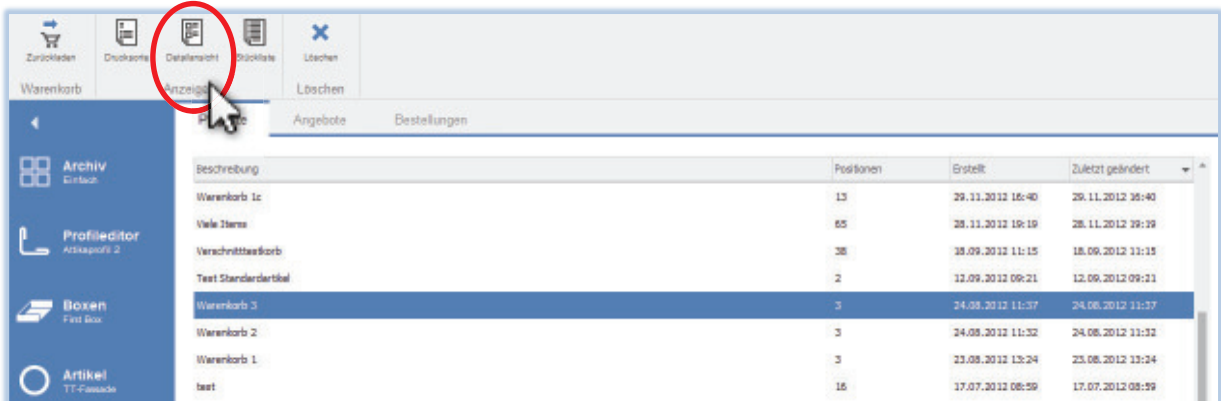 Zurückladen Drucksorte Detailansicht Stückliste Löschen
Warenkorb Anzeige Löschen
Angebote Bestellungen
Archiv
Einfach
Profileditor
Attikaprofil 2
Boxen
First Box
Artikel
TT-Fassade
Beschreibung Positionen Erstellt Zuletzt geändert
Warenkorb 1c 13 29.11.2012 16:40 29.11.2012 16:40
Viele Items 65 28.11.2012 19:19 28.11.2012 19:19
Verschnitttestkorb 38 18.09.2012 11:15 18.09.2012 11:15
Test Standardartikel 2 12.09.2012 09:21 12.09.2012 09:21
Warenkorb 3 3 24.08.2012 11:37 24.08.2012 11:37
Warenkorb 2 3 24.08.2012 11:32 24.08.2012 11:32
Warenkorb 1 3 23.08.2012 13:24 23.08.2012 13:24
test 16 17.07.2012 08:59 17.07.2012 08:59